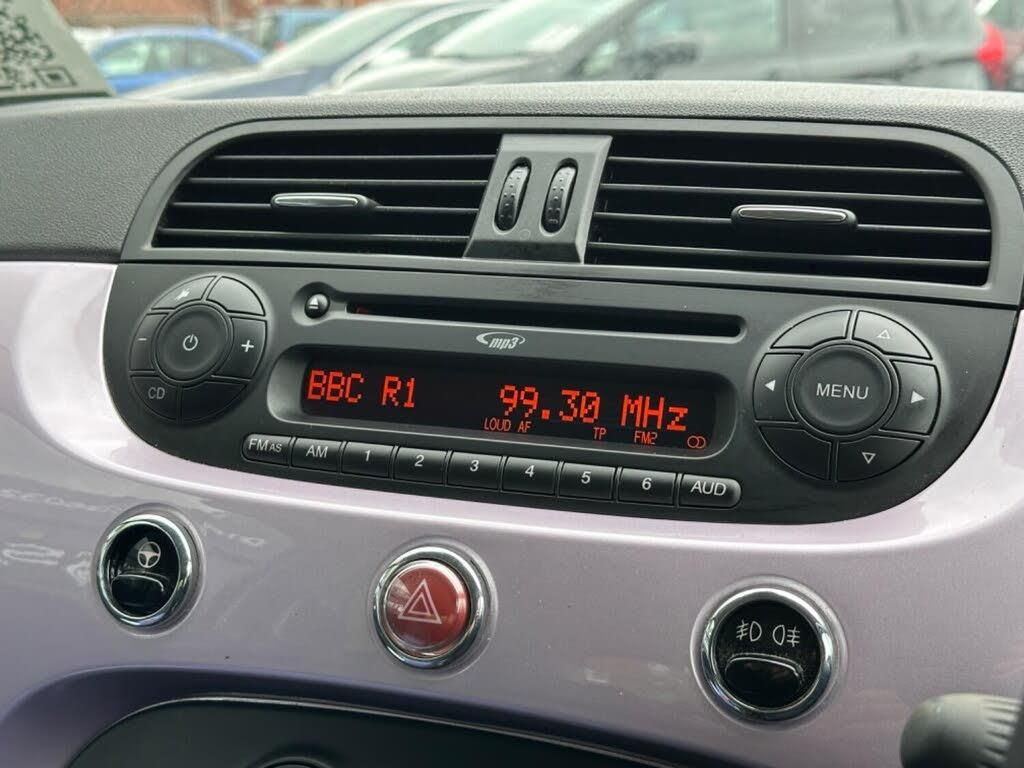 mp3
BBC R1 99.30 MHz
LOUD AF TP FM2
CD
MENU
FM AS AM 1 2 3 4 5 6 AUD